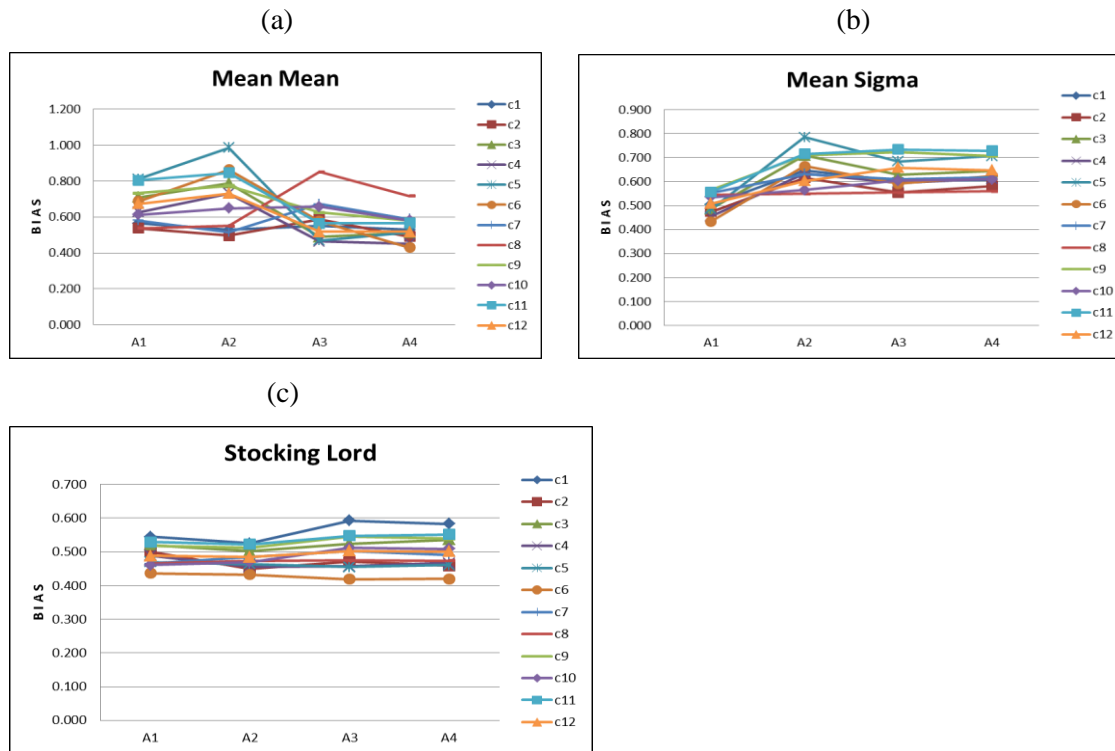 (a)
(b)
Mean Mean
1.200
1.000
0.800
0.600
0.400
0.200
0.000
BIAS
A1 A2 A3 A4
c1
c2
c3
c4
c5
c6
c7
c8
c9
c10
c11
c12
Mean Sigma
0.900
0.800
0.700
0.600
0.500
0.400
0.300
0.200
0.100
0.000
BIAS
A1 A2 A3 A4
c1
c2
c3
c4
c5
c6
c7
c8
c9
c10
c11
c12
(c)
Stocking Lord
0.700
0.600
0.500
0.400
0.300
0.200
0.100
0.000
BIAS
A1 A2 A3 A4
c1
c2
c3
c4
c5
c6
c7
c8
c9
c10
c11
c12